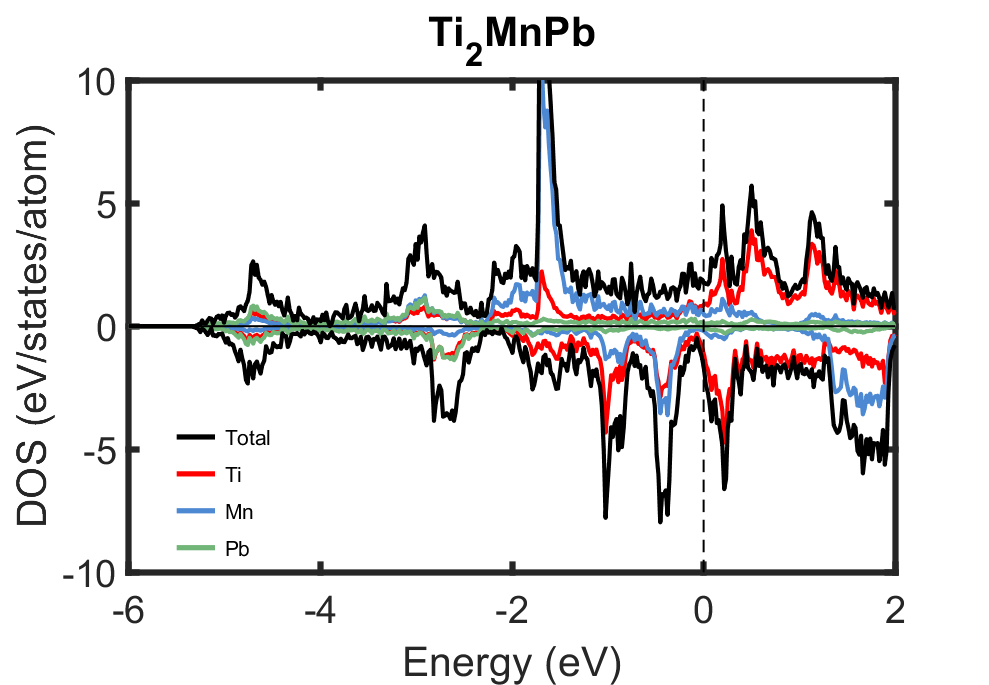 Ti2MnPb
DOS (eV/states/atom)
10
5
0
-5
-10
Total
Ti
Mn
Pb
-6 -4 -2 0 2
Energy (eV)